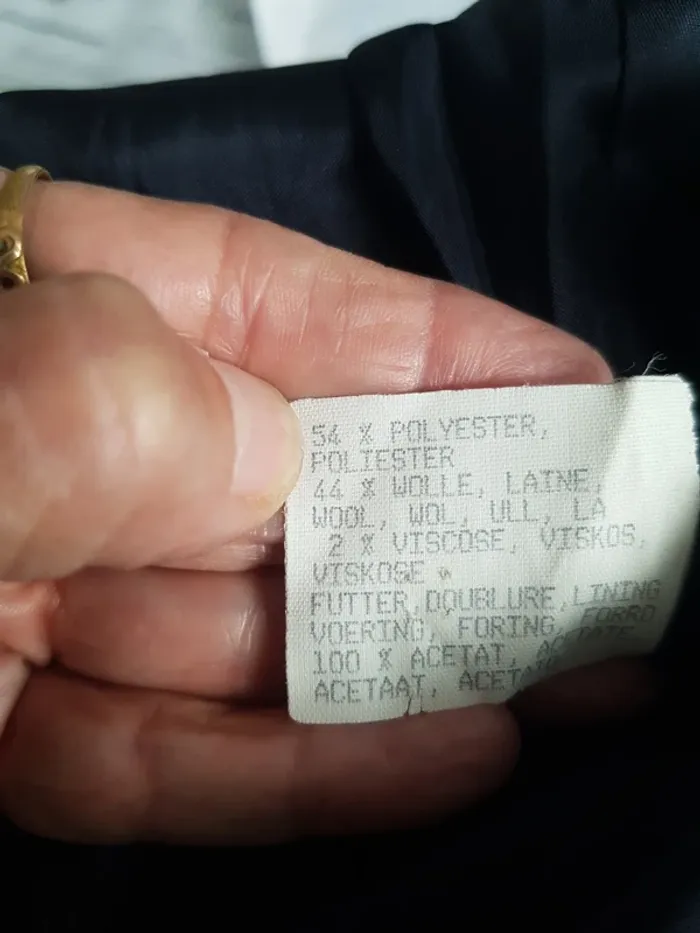 54 % POLYESTER,
POLIESTER
44 % WOLLE, LAINE,
WOOL, WOL, ULL, LA
2 % VISCOSE, VISKOS,
VISKOSE
FUTTER,DOUBLURE,LINING
VOERING, FORING, FORRO
100 % ACETAT, ACETATE,
ACETAAT,